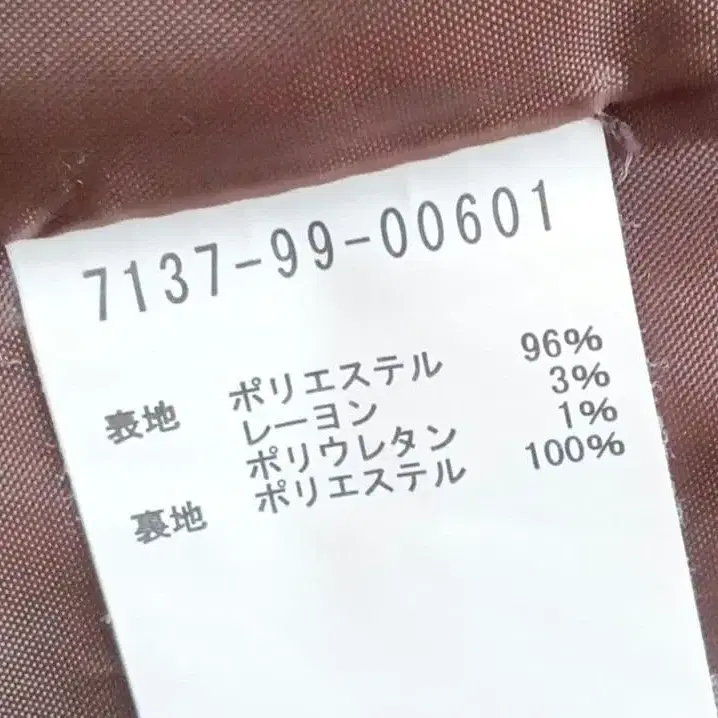 7137-99-00601
表地 ポリエステル 96%
レーヨン 3%
ポリウレタン 1%
裏地 ポリエステル 100%